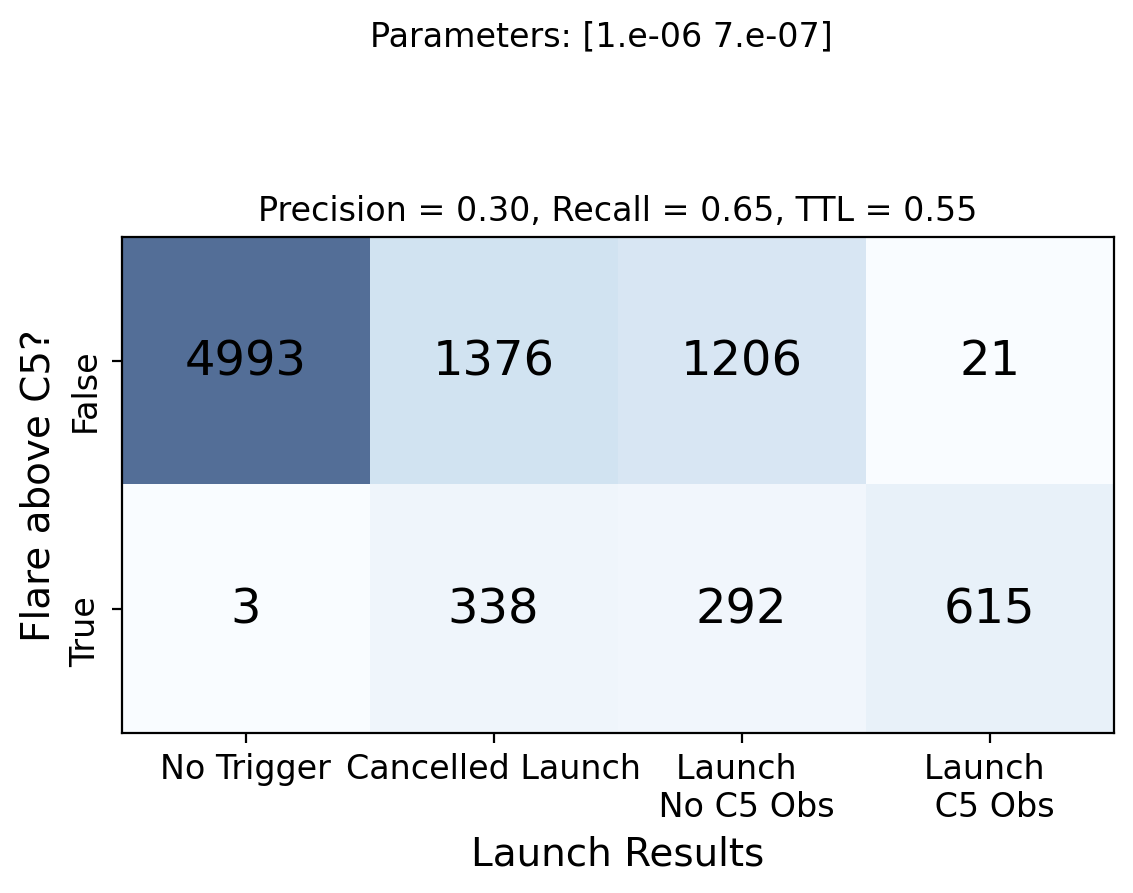 Parameters: [1.e-06 7.e-07]
Precision = 0.30, Recall = 0.65, TTL = 0.55
Flare above C5?
False
4993 1376 1206 21
True
3 338 292 615
No Trigger Cancelled Launch Launch Launch
No C5 Obs C5 Obs
Launch Results